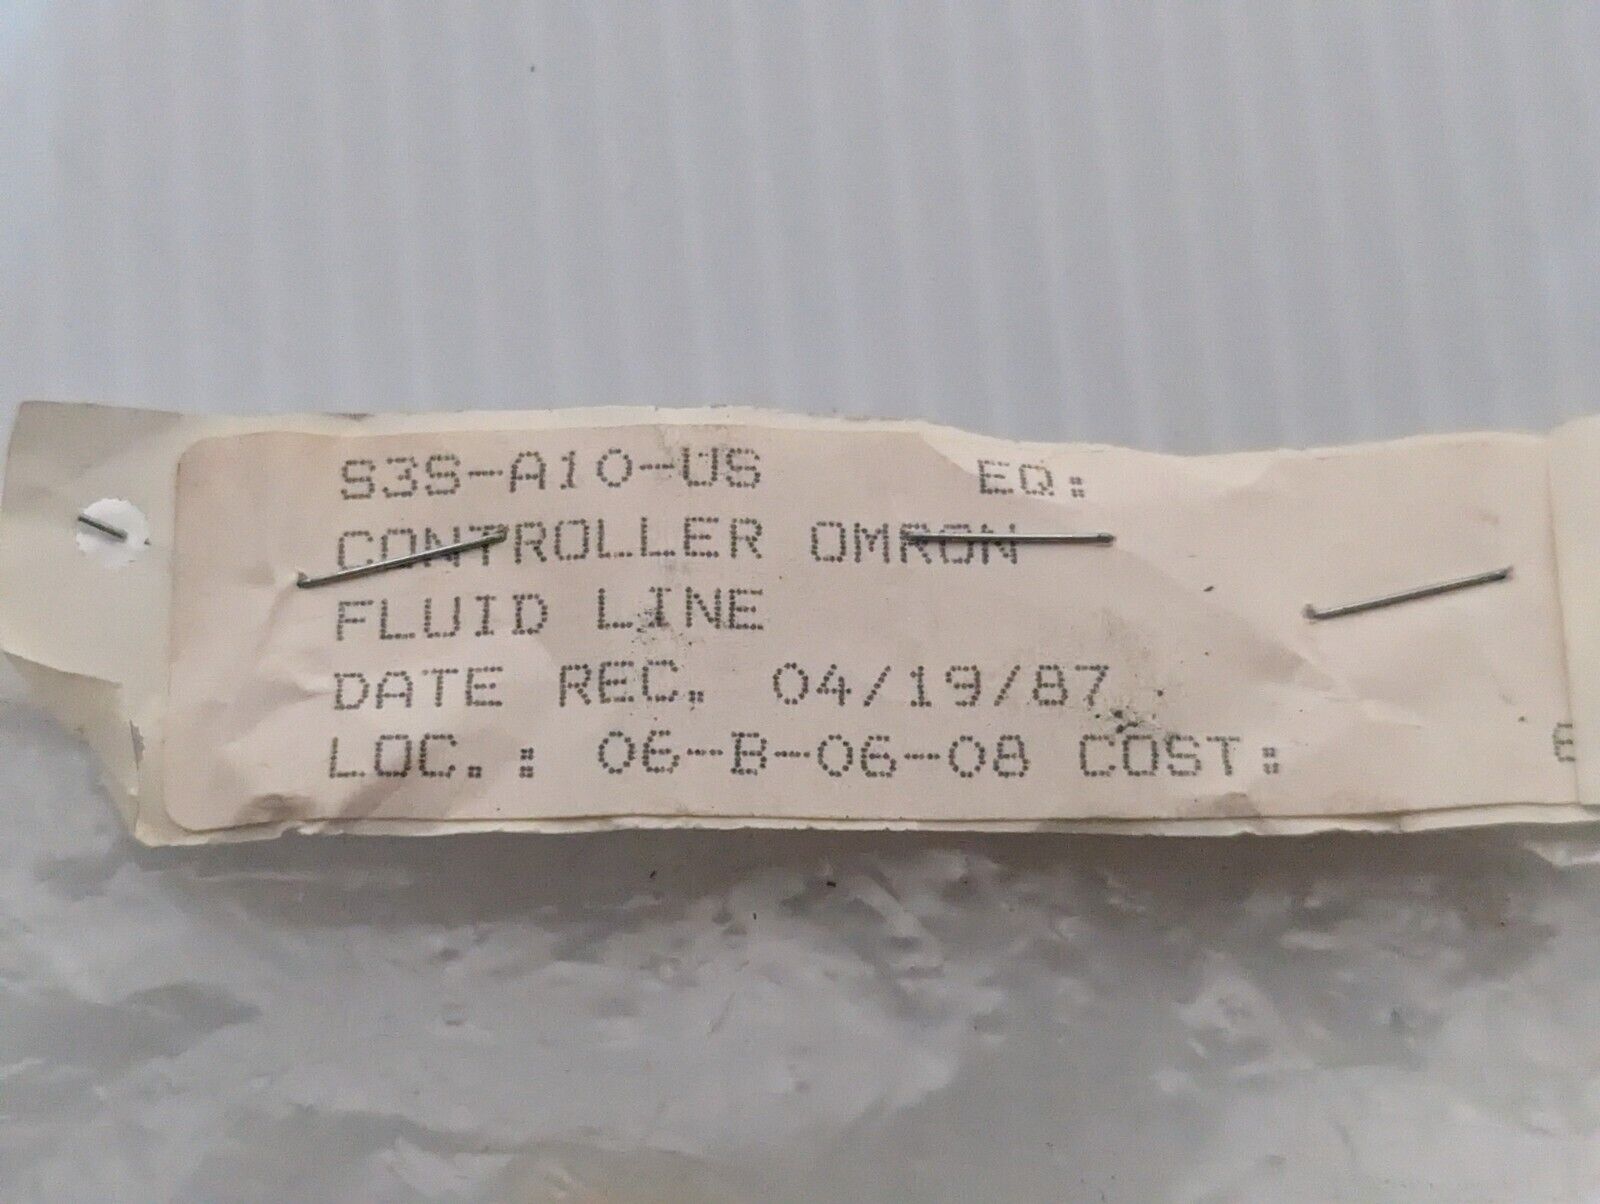 S3S-A10-US EQ:
CONTROLLER OMRON
FLUID LINE
DATE REC. 04/19/87
LOC.: 06-B-06-08 COST: